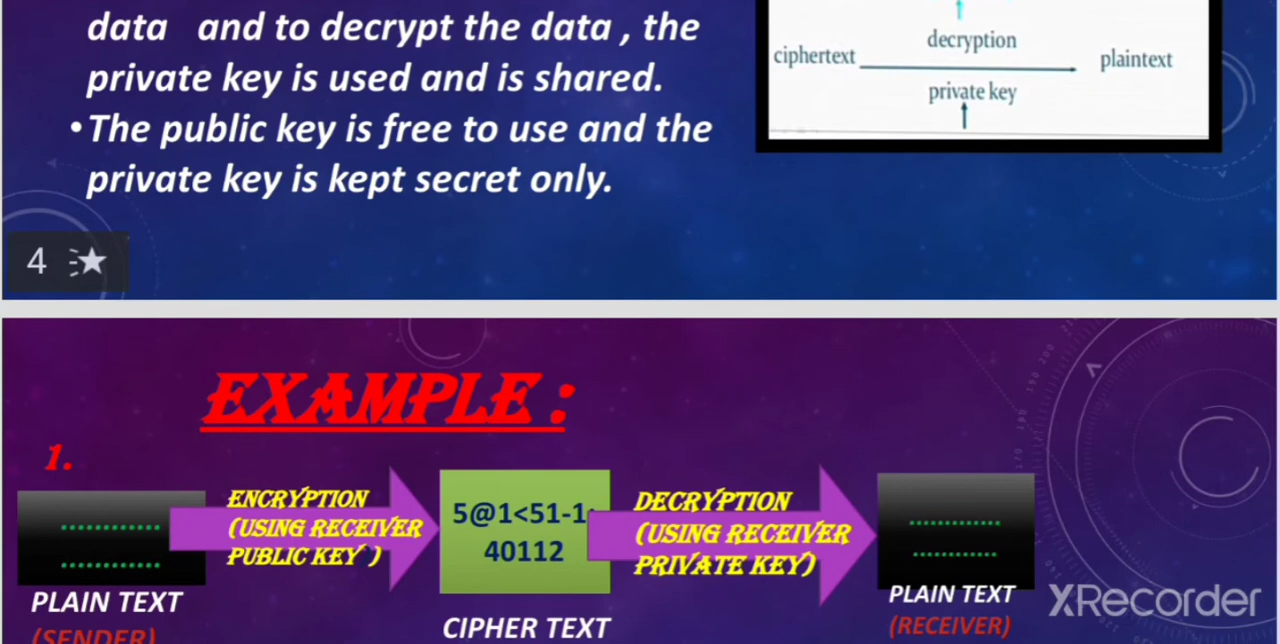 data and to decrypt the data , the
private key is used and is shared.
•The public key is free to use and the
private key is kept secret only.
decryption
ciphertext
plaintext
private key
4
EXAMPLE :
1.
ENCRYPTION
(USING RECEIVER
PUBLIC KEY )
5@1<51-1
40112
DECRYPTION
(USING RECEIVER
PRIVATE KEY)
PLAIN TEXT
(SENDER)
CIPHER TEXT
PLAIN TEXT
(RECEIVER)
XRecorder